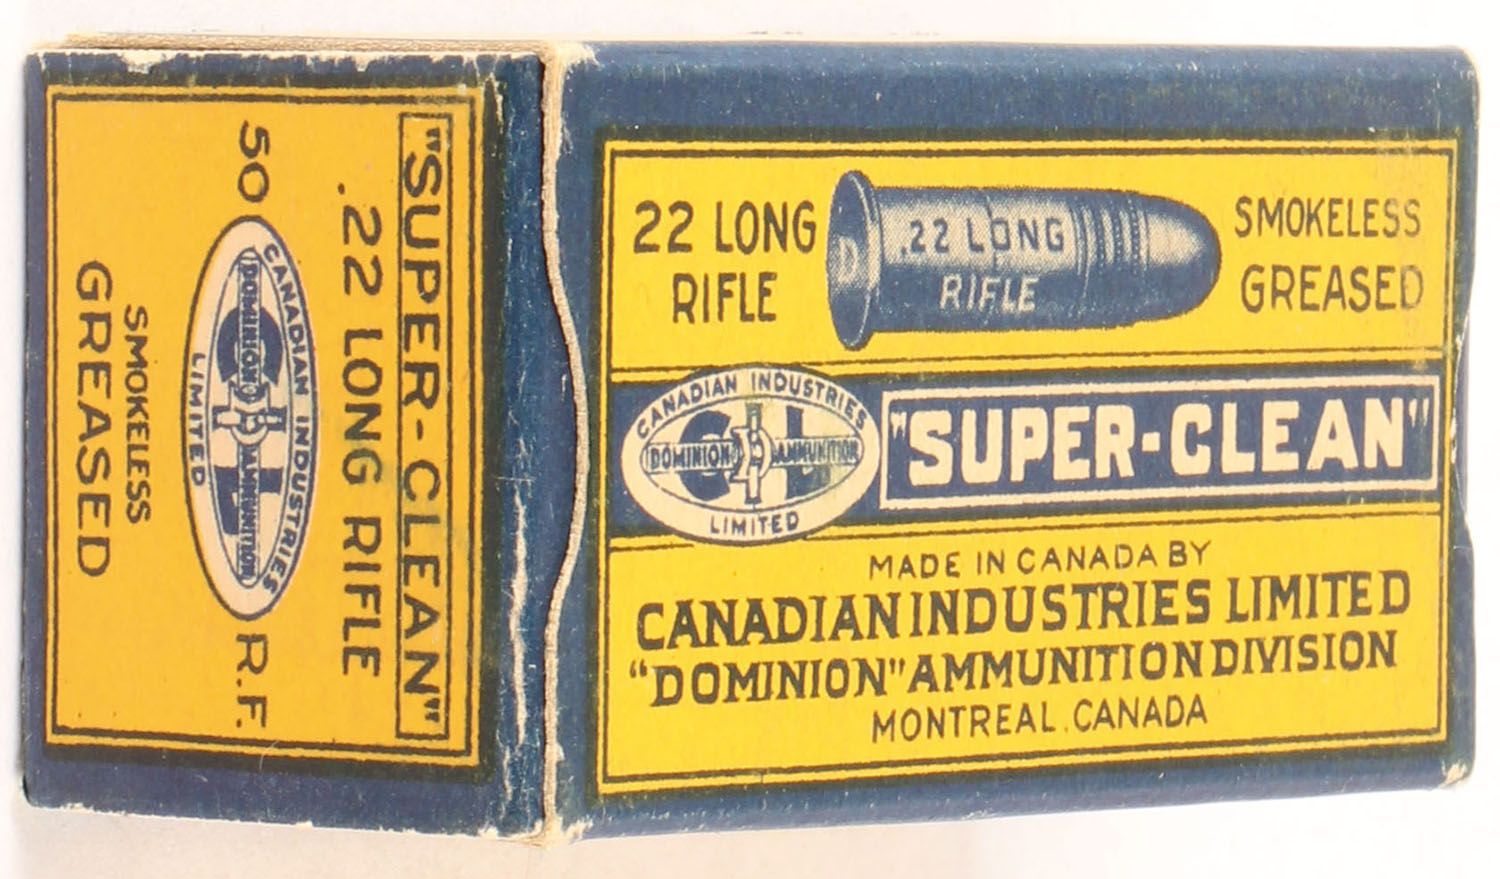 "SUPER-CLEAN"
.22 LONG RIFLE
50
CANADIAN INDUSTRIES
CIL
DOMINION AMMUNITION
LIMITED
R.F.
SMOKELESS
GREASED
22 LONG
RIFLE
D
.22 LONG
RIFLE
SMOKELESS
GREASED
CANADIAN INDUSTRIES
CIL
DOMINION AMMUNITION
LIMITED
"SUPER-CLEAN"
MADE IN CANADA BY
CANADIAN INDUSTRIES LIMITED
"DOMINION" AMMUNITION DIVISION
MONTREAL, CANADA